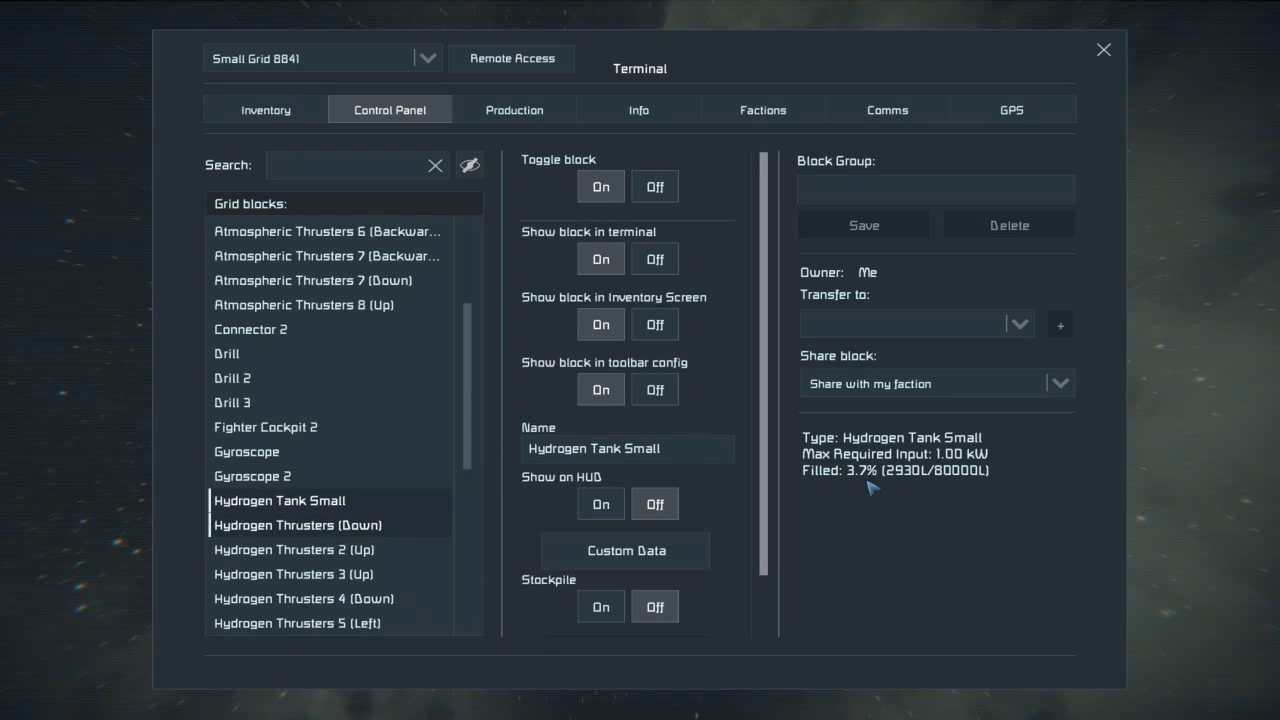 Small Grid 8841
Remote Access
Terminal
Inventory
Control Panel
Production
Info
Factions
Comms
GPS
Search:
Grid blocks:
Atmospheric Thrusters 6 (Backwar...
Atmospheric Thrusters 7 (Backwar...
Atmospheric Thrusters 7 (Down)
Atmospheric Thrusters 8 (Up)
Connector 2
Drill
Drill 2
Drill 3
Fighter Cockpit 2
Gyroscope
Gyroscope 2
Hydrogen Tank Small
Hydrogen Thrusters (Down)
Hydrogen Thrusters 2 (Up)
Hydrogen Thrusters 3 (Up)
Hydrogen Thrusters 4 (Down)
Hydrogen Thrusters 5 (Left)
Toggle block
On Off
Show block in terminal
On Off
Show block in Inventory Screen
On Off
Show block in toolbar config
On Off
Name
Hydrogen Tank Small
Show on HUD
On Off
Custom Data
Stockpile
On Off
Block Group:
Save
Delete
Owner: Me
Transfer to:
+
Share block:
Share with my faction
Type: Hydrogen Tank Small
Max Required Input: 1.00 kW
Filled: 3.7% (2930L/80000L)